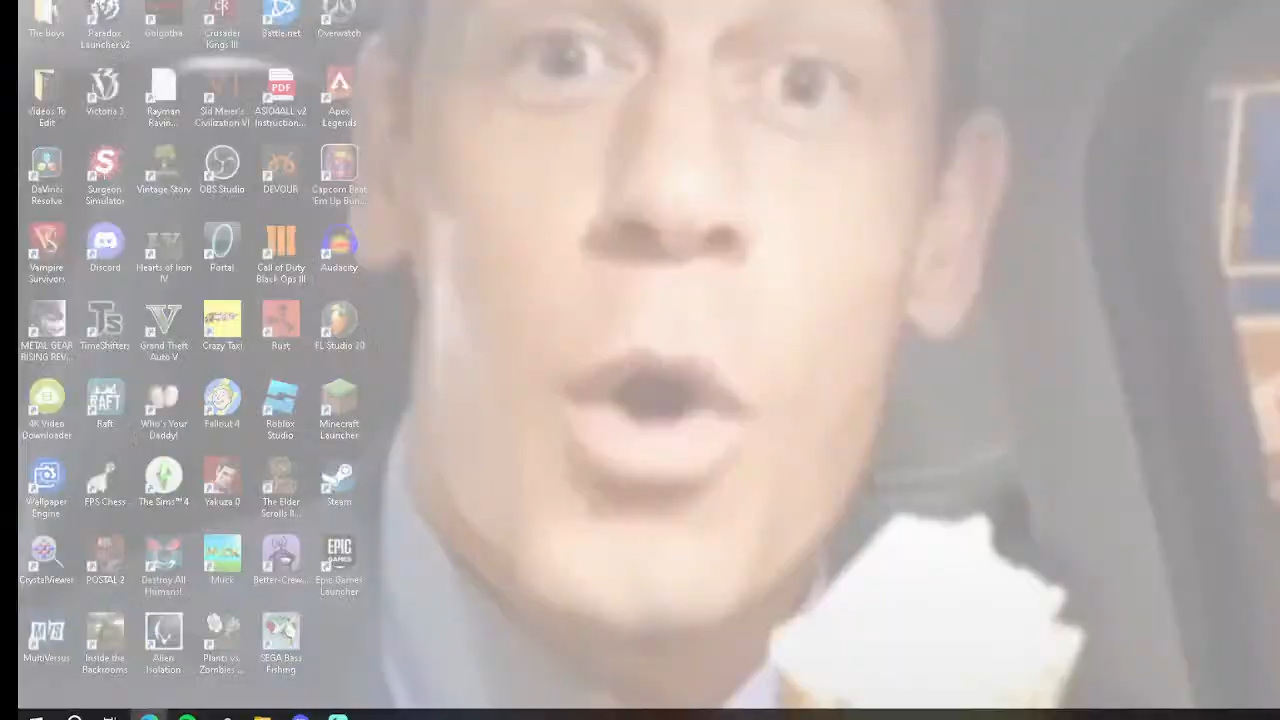 The Boys
Paradox
Launcher v2
Golgotha
Crusader
Kings III
Battle.net
Overwatch
Videos To
Edit
Victoria 3
Rayman
Ravin...
Sid Meier's
Civilization VI
PDF
ASIO4ALL v2
Instruction...
Apex
Legends
DaVinci
Resolve
Surgeon
Simulator
Vintage Story
OBS Studio
DEVOUR
Capcom Beat
'Em Up Bun...
Vampire
Survivors
Discord
Hearts of Iron
IV
Portal
Call of Duty
Black Ops III
Audacity
METAL GEAR
RISING REV...
TimeShifters
Grand Theft
Auto V
Crazy Taxi
Rust
FL Studio 20
4K Video
Downloader
RAFT
Raft
Who's Your
Daddy!
Fallout 4
Roblox
Studio
Minecraft
Launcher
Wallpaper
Engine
FPS Chess
The Sims™ 4
Yakuza 0
The Elder
Scrolls II...
Steam
CrystalViewer
POSTAL 2
Destroy All
Humans!
Muck
Better-Crew...
EPIC
GAMES
Epic Games
Launcher
MultiVersus
Inside the
Backrooms
Alien
Isolation
Plants vs.
Zombies ...
SEGA Bass
Fishing